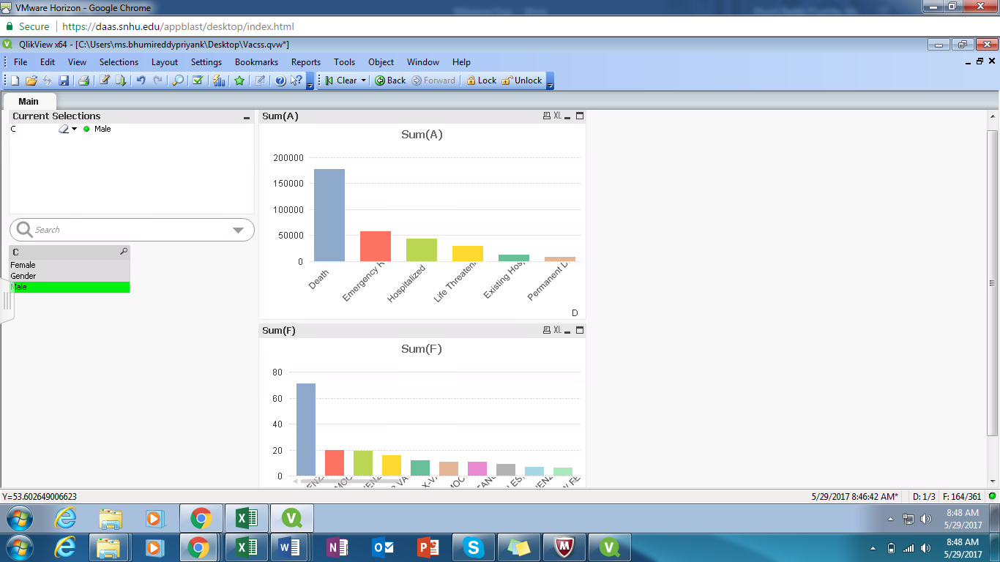 VMware Horizon - Google Chrome
Secure https://daas.snhu.edu/appblast/desktop/index.html
QlikView x64 - [C:\Users\ms.bhumireddypriyank\Desktop\Vacss.qvw*]
File Edit View Selections Layout Settings Bookmarks Reports Tools Object Window Help
Clear Back Forward Lock Unlock
Main
Current Selections
C Male
Search
C
Female
Gender
Male
Sum(A) XL
Sum(A)
200000
150000
100000
50000
0
Death
Emergency R
Hospitalized
Life Threaten
Existing Hosp
Permanent D
D
Sum(F) XL
Sum(F)
80
60
40
20
0
Y=53.602649006623 5/29/2017 8:46:42 AM* D: 1/3 F: 164/361
8:48 AM
5/29/2017
8:48 AM
5/29/2017